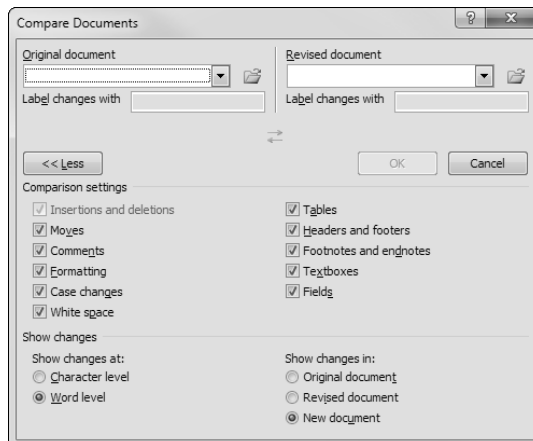 Compare Documents
Original document
Revised document
Label changes with
Label changes with
<< Less
OK
Cancel
Comparison settings
Insertions and deletions
Moves
Comments
Formatting
Case changes
White space
Tables
Headers and footers
Footnotes and endnotes
Textboxes
Fields
Show changes
Show changes at:
Character level
Word level
Show changes in:
Original document
Revised document
New document